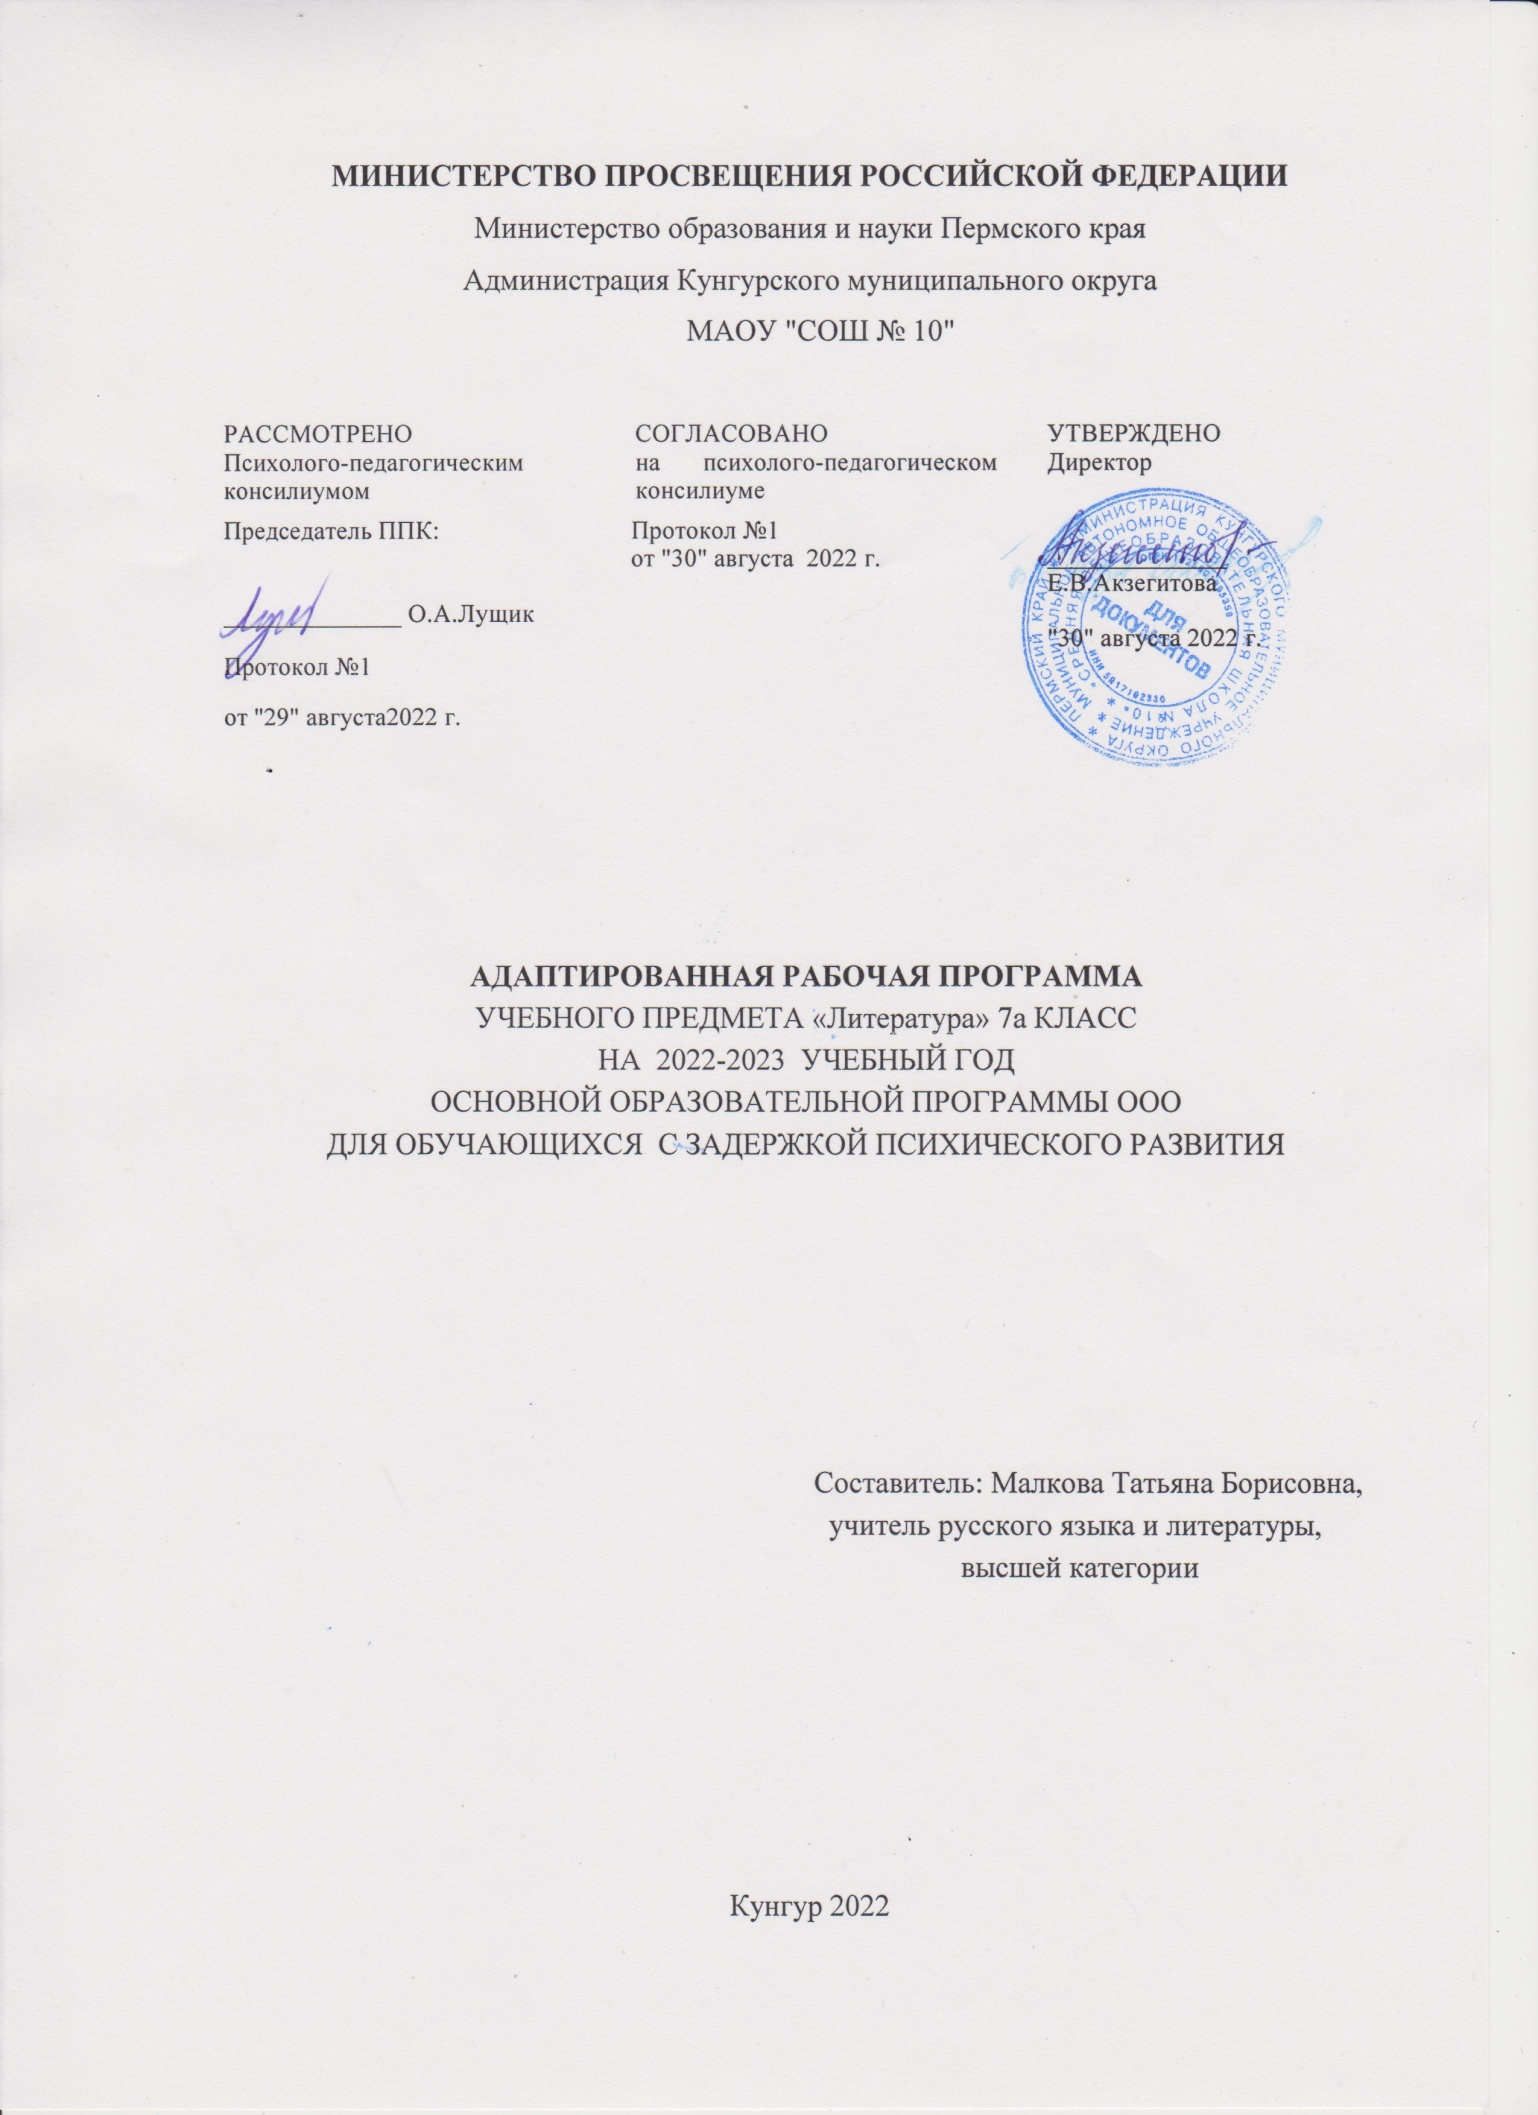 МИНИСТЕРСТВО ПРОСВЕЩЕНИЯ РОССИЙСКОЙ ФЕДЕРАЦИИ
Министерство образования и науки Пермского края
Администрация Кунгурского муниципального округа
МАОУ "СОШ № 10"
РАССМОТРЕНО
Психолого-педагогическим
консилиумом
Председатель ППК:
О.А.Лущик
Протокол №1
от "29" августа2022 г.
СОГЛАСОВАНО
на психолого-педагогическом
консилиуме
Протокол №1
от "30" августа 2022 г.
УТВЕРЖДЕНО
Директор
Е.В.Акзегитова
"30" августа 2022 г.
ДЛЯ
ДОКУМЕНТОВ
АДАПТИРОВАННАЯ РАБОЧАЯ ПРОГРАММА
УЧЕБНОГО ПРЕДМЕТА «Литература» 7а КЛАСС
НА 2022-2023 УЧЕБНЫЙ ГОД
ОСНОВНОЙ ОБРАЗОВАТЕЛЬНОЙ ПРОГРАММЫ ООО
ДЛЯ ОБУЧАЮЩИХСЯ С ЗАДЕРЖКОЙ ПСИХИЧЕСКОГО РАЗВИТИЯ
Составитель: Малкова Татьяна Борисовна,
учитель русского языка и литературы,
высшей категории
Кунгур 2022